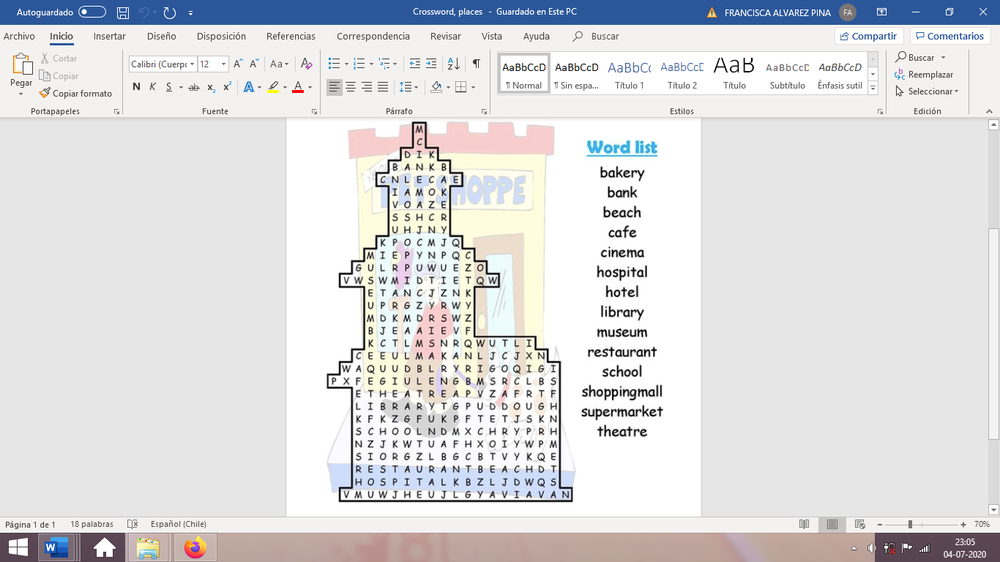 Autoguardado
Crossword, places - Guardado en Este PC
FRANCISCA ALVAREZ PINA
FA
Archivo Inicio Insertar Diseño Disposición Referencias Correspondencia Revisar Vista Ayuda Buscar
Compartir
Comentarios
Pegar
Cortar
Copiar
Copiar formato
Portapapeles
Calibri (Cuerpo
12
N K S ab x₂ x²
Fuente
Párrafo
AaBbCcD AaBbCcD AaBbCc AaBbCcD AaB AaBbCcD AaBbCcD
¶ Normal ¶ Sin espa... Título 1 Título 2 Título Subtítulo Énfasis sutil
Estilos
Buscar
Reemplazar
Seleccionar
Edición
PET SHOPPE
M
C
D I K
B A N K B
C N L E C A E
I A M O K
V O A Z E
S S H C R
U H J N Y
K P O C M J Q
M I E P Y N P Q C
G U L R P U W U E Z O
V W S W M I D T I E T Q W
E T A N C J Z N K
U P R G Z Y R W Y
M D K M D R S W Z
B J E A A I E V F
K C T L M S N R Q W U T L I
C E E U L M A K A N L J C J X N
W A Q U U D B L R Y R I G O Q I G I
P X F E G I U L E N G B M S R C L B S
E T H E A T R E A P V Z A F R T F
L I B R A R Y T G P U D D O U G H
K F K Z G F U K P F T E T J S K N
S C H O O L N D M X C H R Y P R H
N Z J K W T U A F H X O I Y W P M
S I O R G Z L B G C B T V Y K Q E
R E S T A U R A N T B E A C H D T
H O S P I T A L K B Z L J D W Q S
V M U W J H E U J L G Y A V I A V A N
Word list
bakery
bank
beach
cafe
cinema
hospital
hotel
library
museum
restaurant
school
shoppingmall
supermarket
theatre
Página 1 de 1 18 palabras Español (Chile)
70%
23:05
04-07-2020